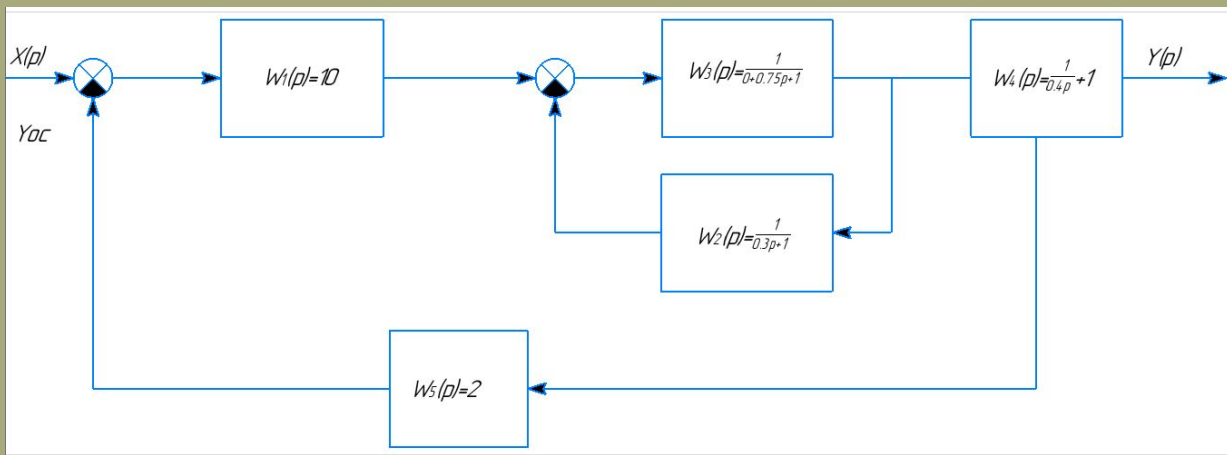 X(p)
Yос
W1(p)=10
W3(p)=1/0+0.75p+1
W4(p)=1/0.4p+1
Y(p)
W2(p)=1/0.3p+1
W5(p)=2